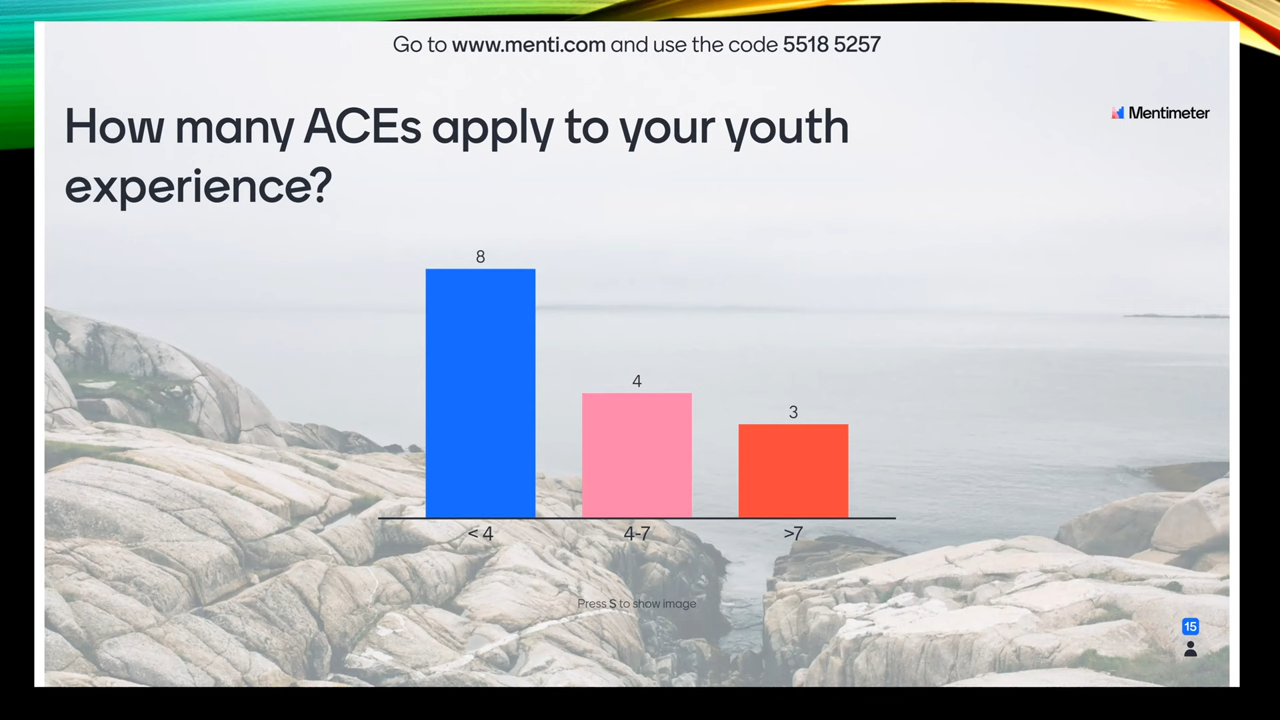 Go to www.menti.com and use the code 5518 5257
How many ACEs apply to your youth
experience?
Mentimeter
8
4
3
< 4
4-7
>7
Press S to show image
15